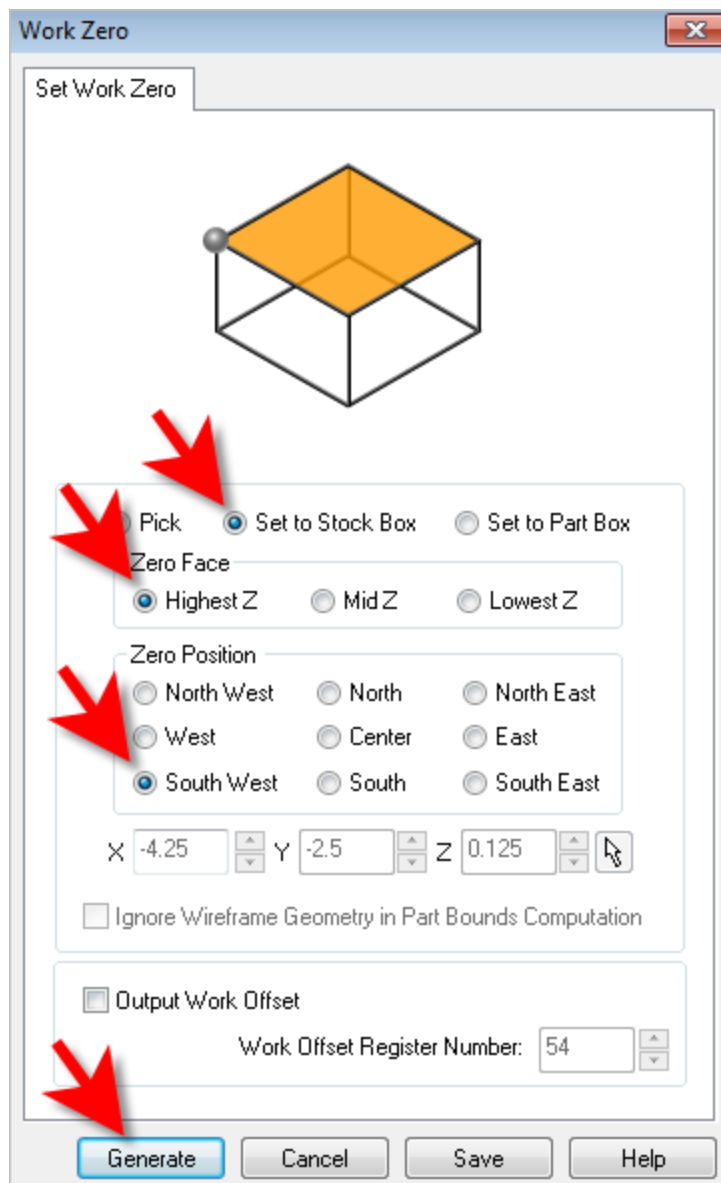 Work Zero
Set Work Zero
Pick Set to Stock Box Set to Part Box
Zero Face
Highest Z Mid Z Lowest Z
Zero Position
North West North North East
West Center East
South West South South East
X -4.25 Y -2.5 Z 0.125
Ignore Wireframe Geometry in Part Bounds Computation
Output Work Offset
Work Offset Register Number: 54
Generate Cancel Save Help